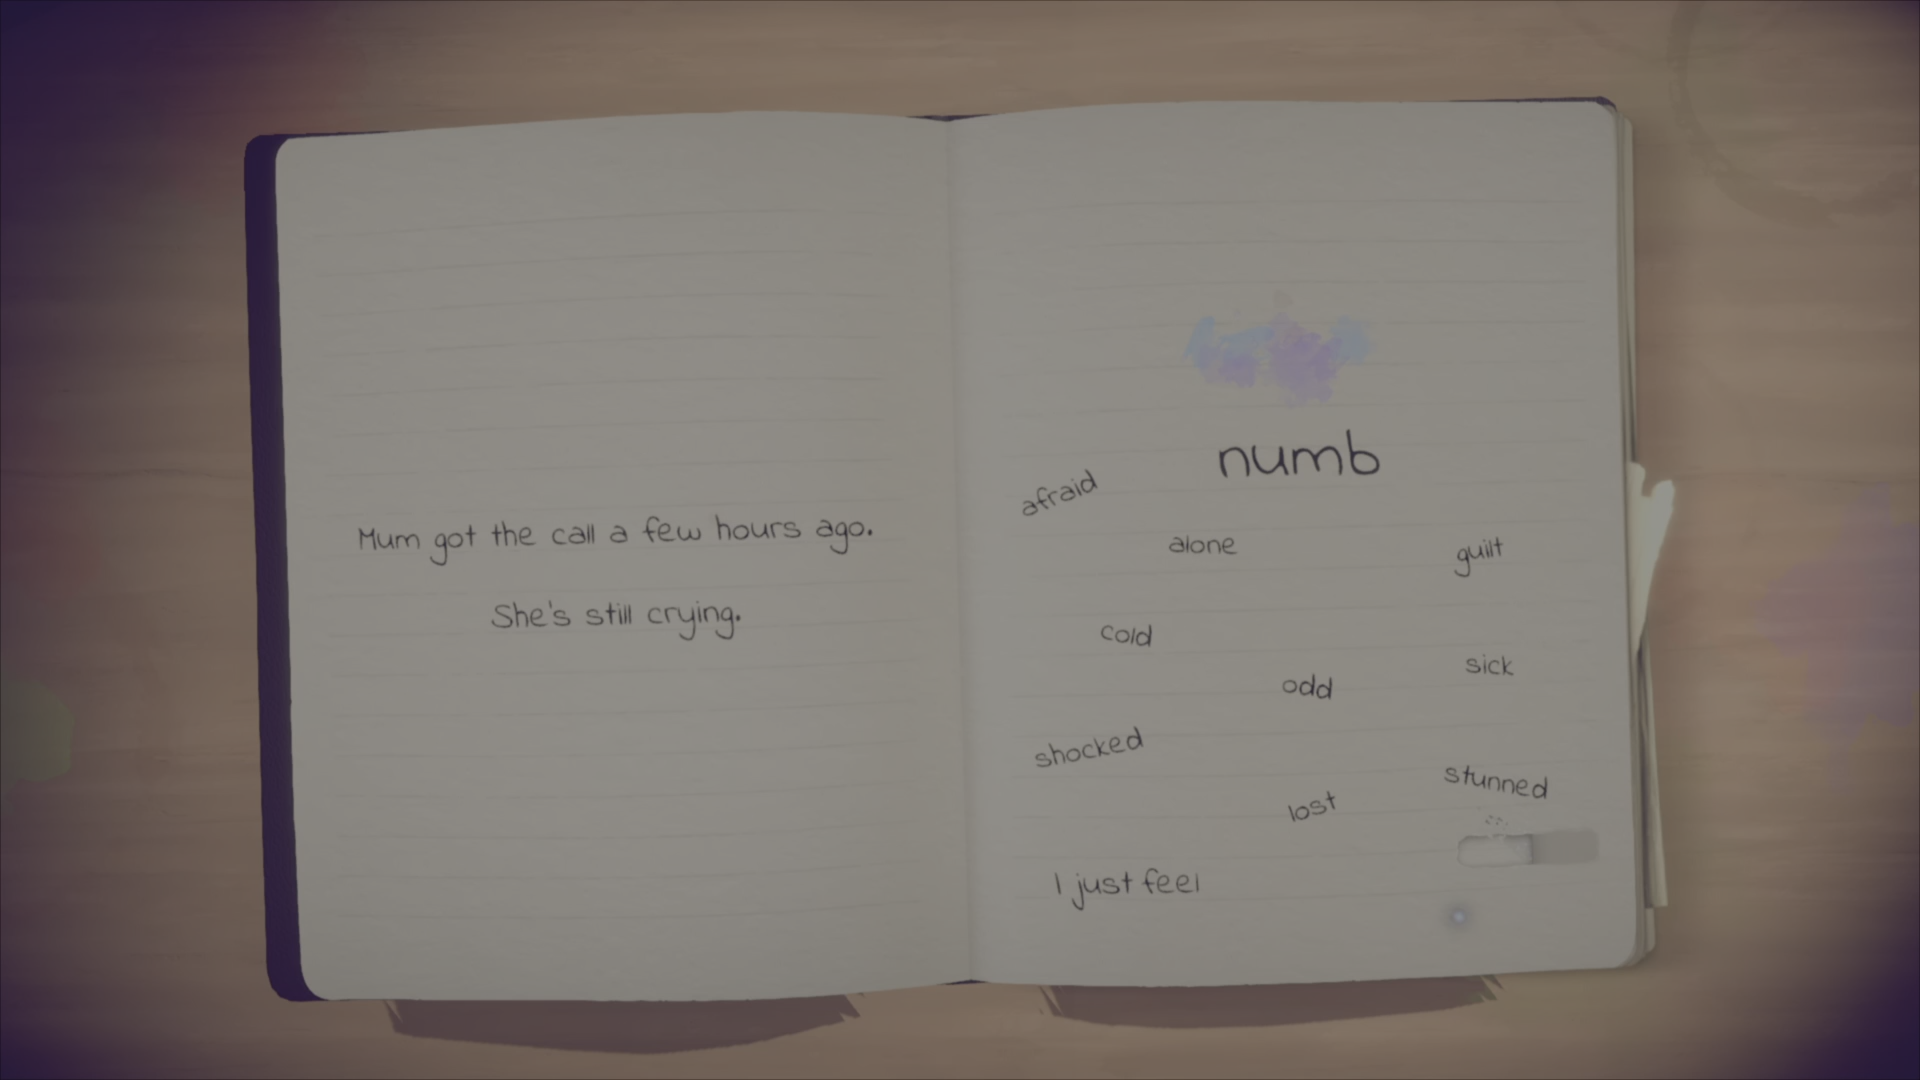 Mum got the call a few hours ago.
She's still crying.
numb
afraid
alone
guilt
cold
sick
odd
shocked
stunned
lost
I just feel